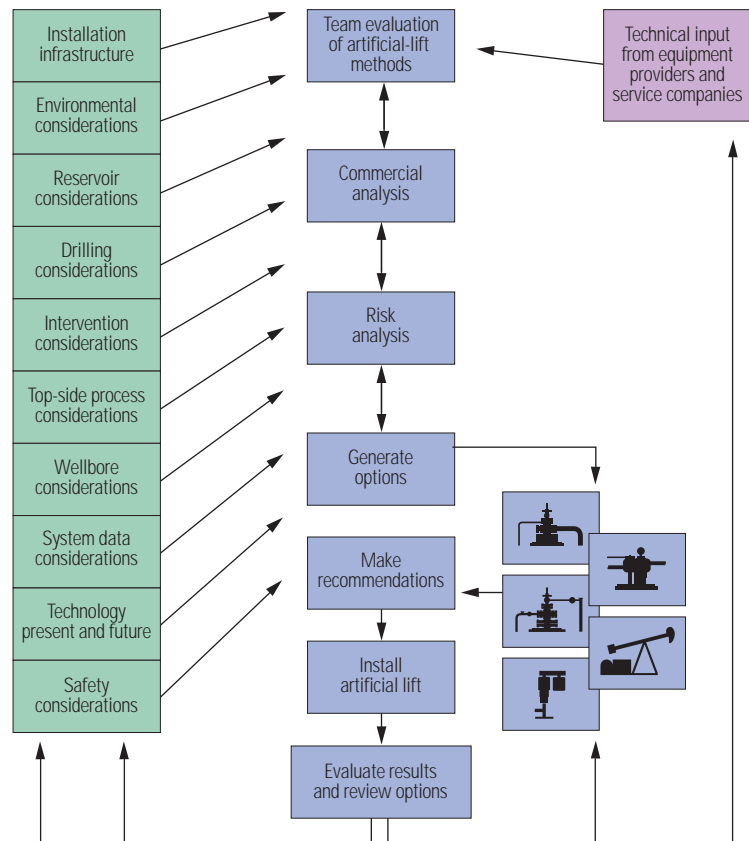 Installation
infrastructure
Environmental
considerations
Reservoir
considerations
Drilling
considerations
Intervention
considerations
Top-side process
considerations
Wellbore
considerations
System data
considerations
Technology
present and future
Safety
considerations
Team evaluation
of artificial-lift
methods
Commercial
analysis
Risk
analysis
Generate
options
Make
recommendations
Install
artificial lift
Evaluate results
and review options
Technical input
from equipment
providers and
service companies